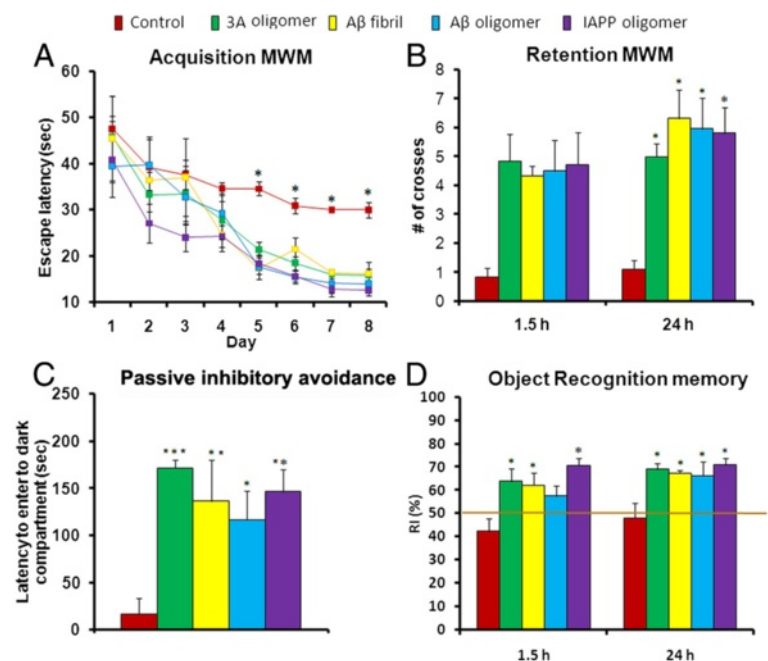 Control 3A oligomer Aβ fibril Aβ oligomer IAPP oligomer
A Acquisition MWM
Escape latency (sec)
60
50
40
30
20
10
* * * *
1 2 3 4 5 6 7 8
Day
B Retention MWM
# of crosses
8
7
6
5
4
3
2
1
0
* * * *
1.5 h 24 h
C Passive inhibitory avoidance
Latencyto enter to dark
compartment (sec)
250
200
150
100
50
0
*** ** * **
D Object Recognition memory
RI (%)
100
90
80
70
60
50
40
30
20
10
0
* * * * * * *
1.5 h 24 h